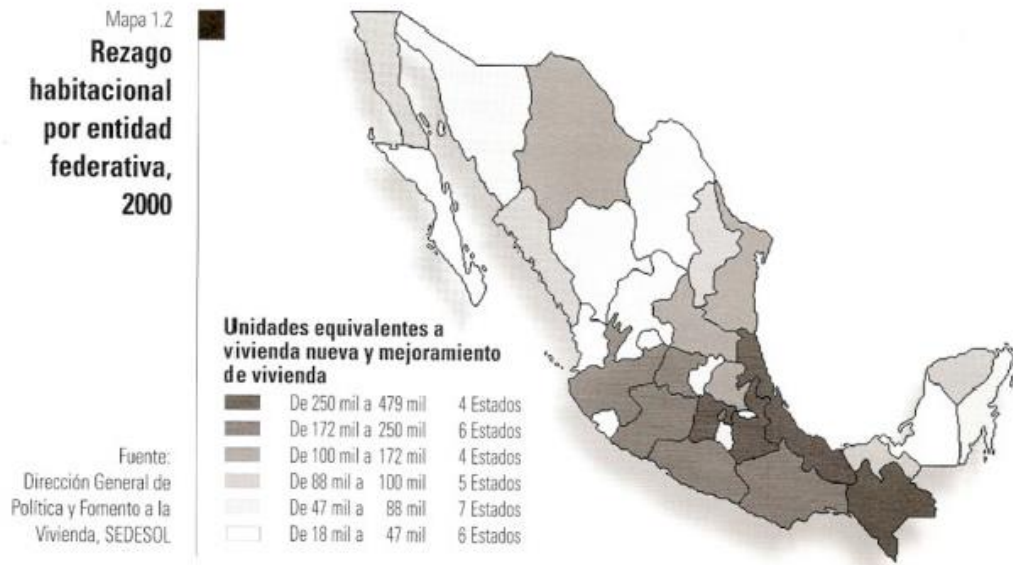 Mapa 1.2
Rezago
habitacional
por entidad
federativa,
2000
Unidades equivalentes a
vivienda nueva y mejoramiento
de vivienda
De 250 mil a 479 mil 4 Estados
De 172 mil a 250 mil 6 Estados
De 100 mil a 172 mil 4 Estados
De 88 mil a 100 mil 5 Estados
De 47 mil a 88 mil 7 Estados
De 18 mil a 47 mil 6 Estados
Fuente:
Dirección General de
Política y Fomento a la
Vivienda, SEDESOL